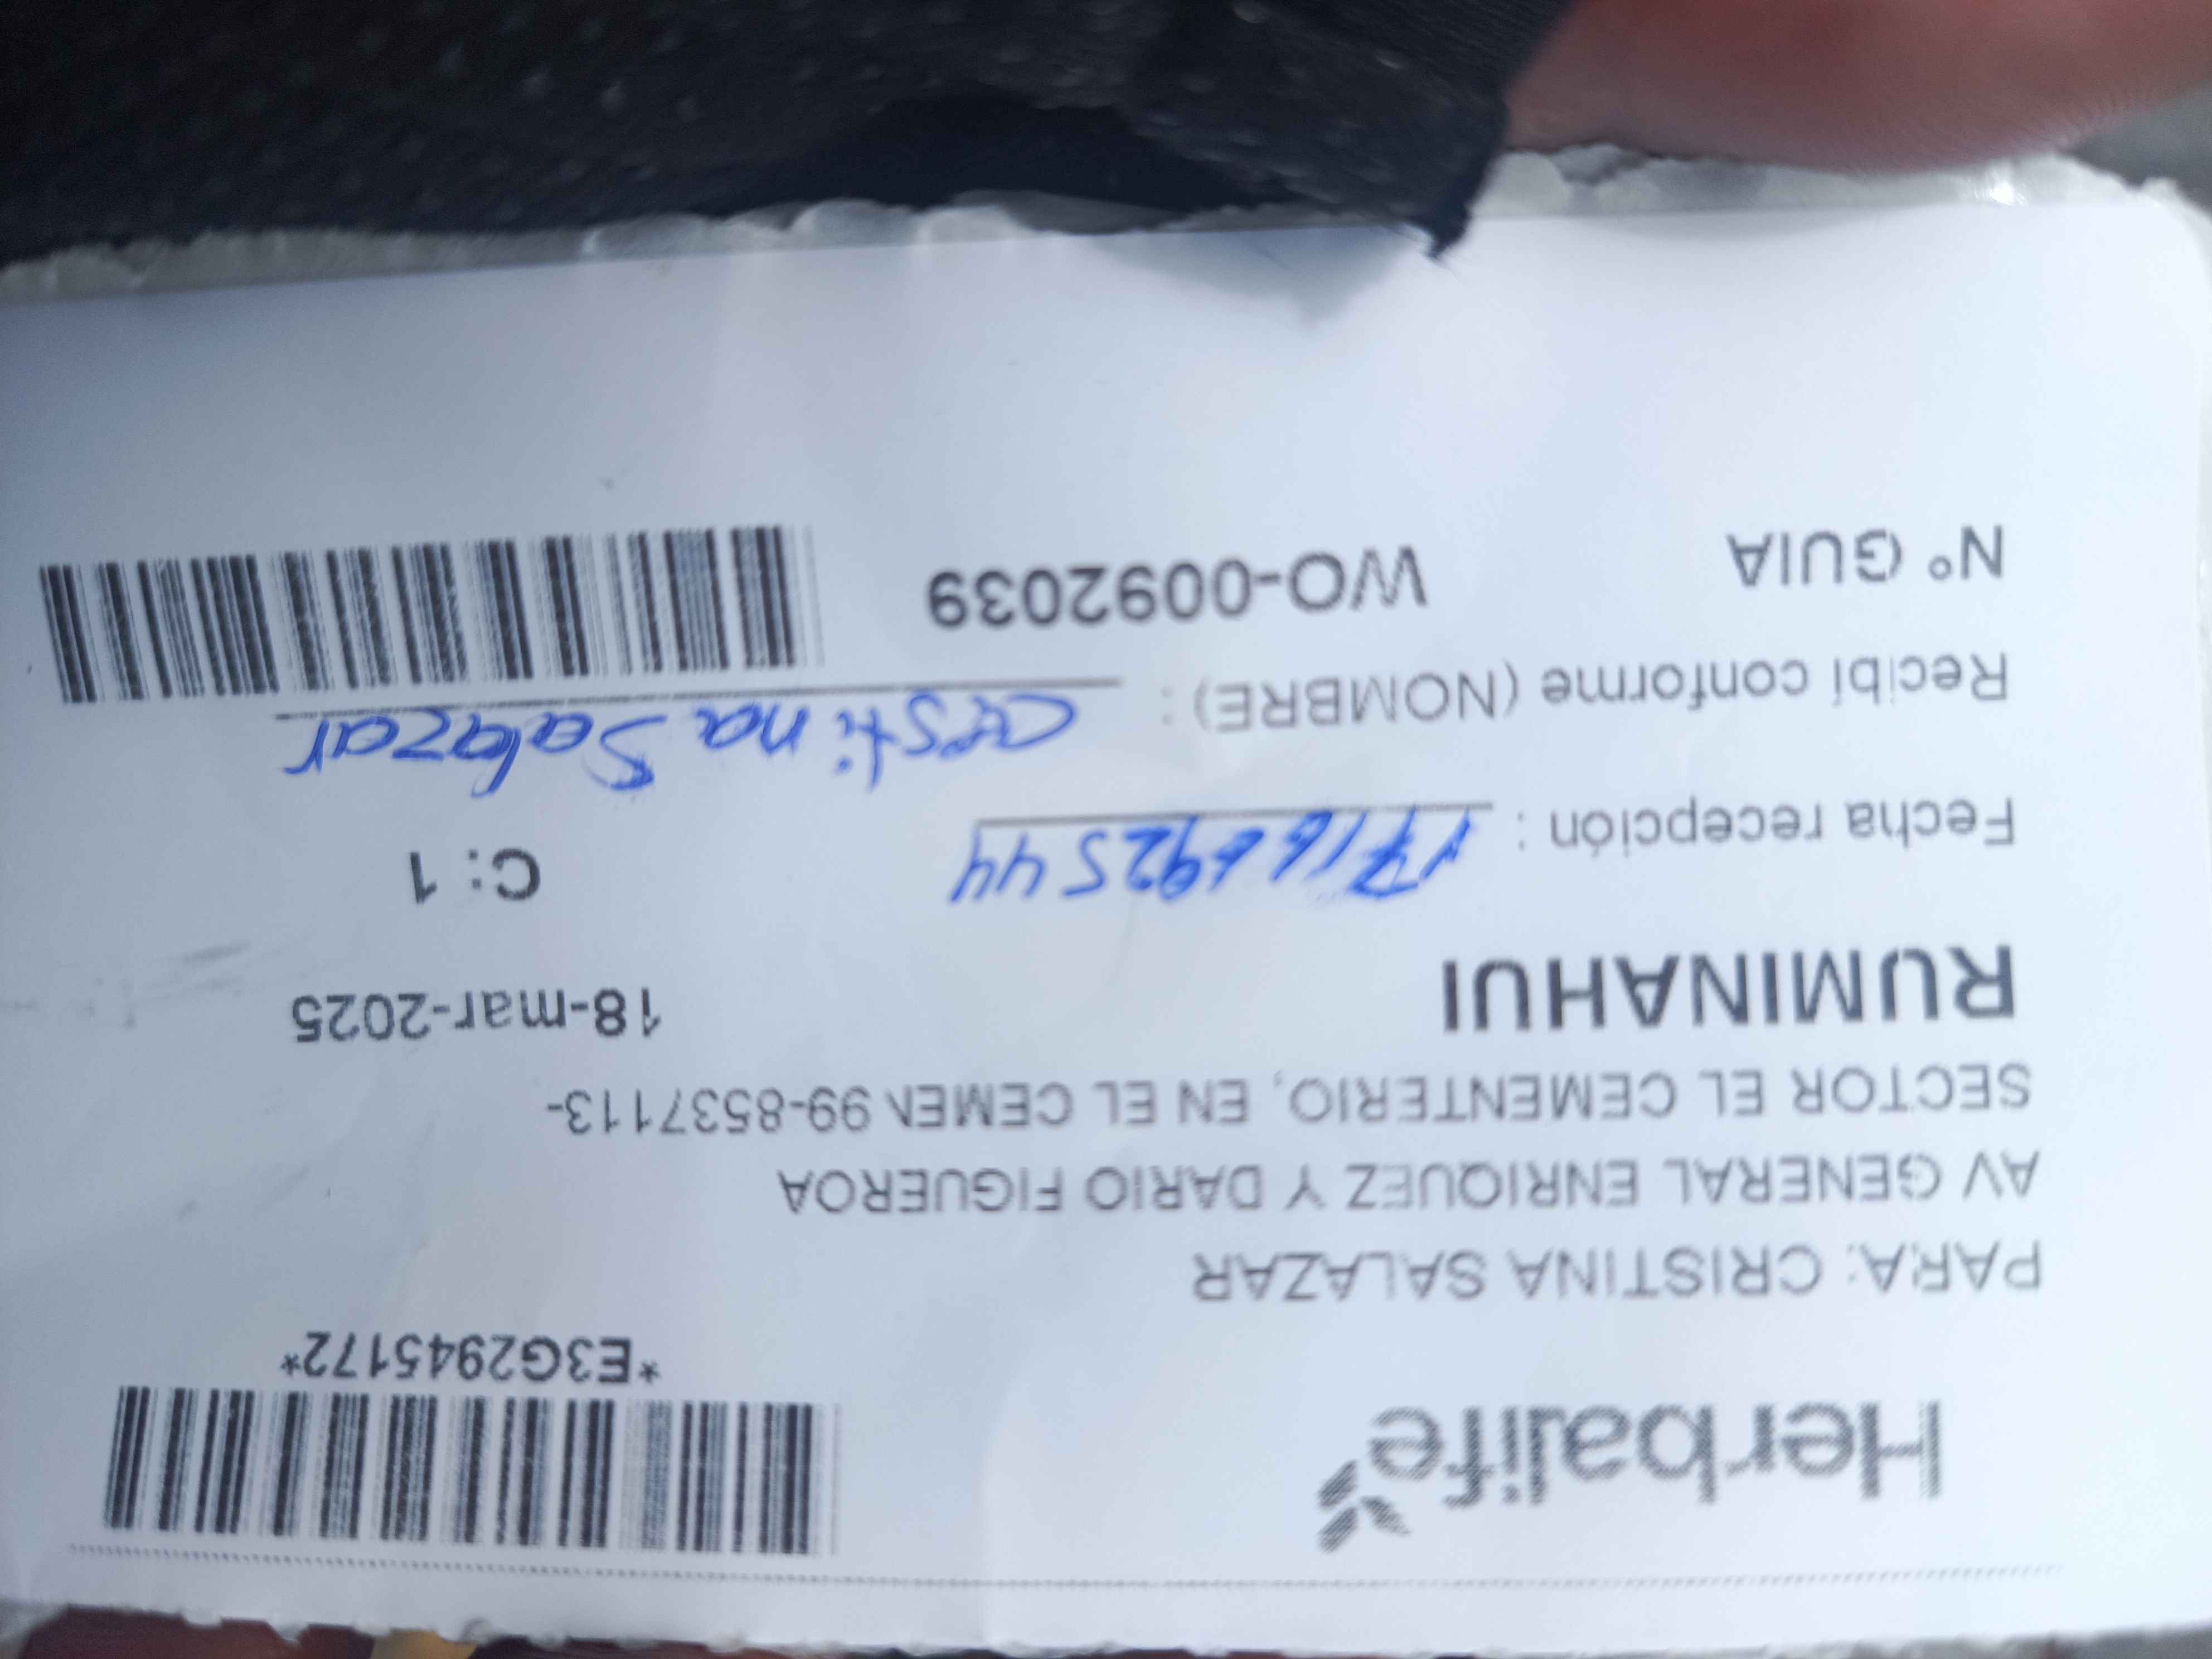 Herbalife
*E3G2945172*
PARA: CRISTINA SALAZAR
AV GENERAL ENRIQUEZ Y DARIO FIGUEROA
SECTOR EL CEMENTERIO, EN EL CEMEN 99-8537113-
RUMINAHUI 18-mar-2025
Fecha recepción : C: 1
Recibi conforme (NOMBRE) : Cristina Salazar
N° GUIA WO-0092039